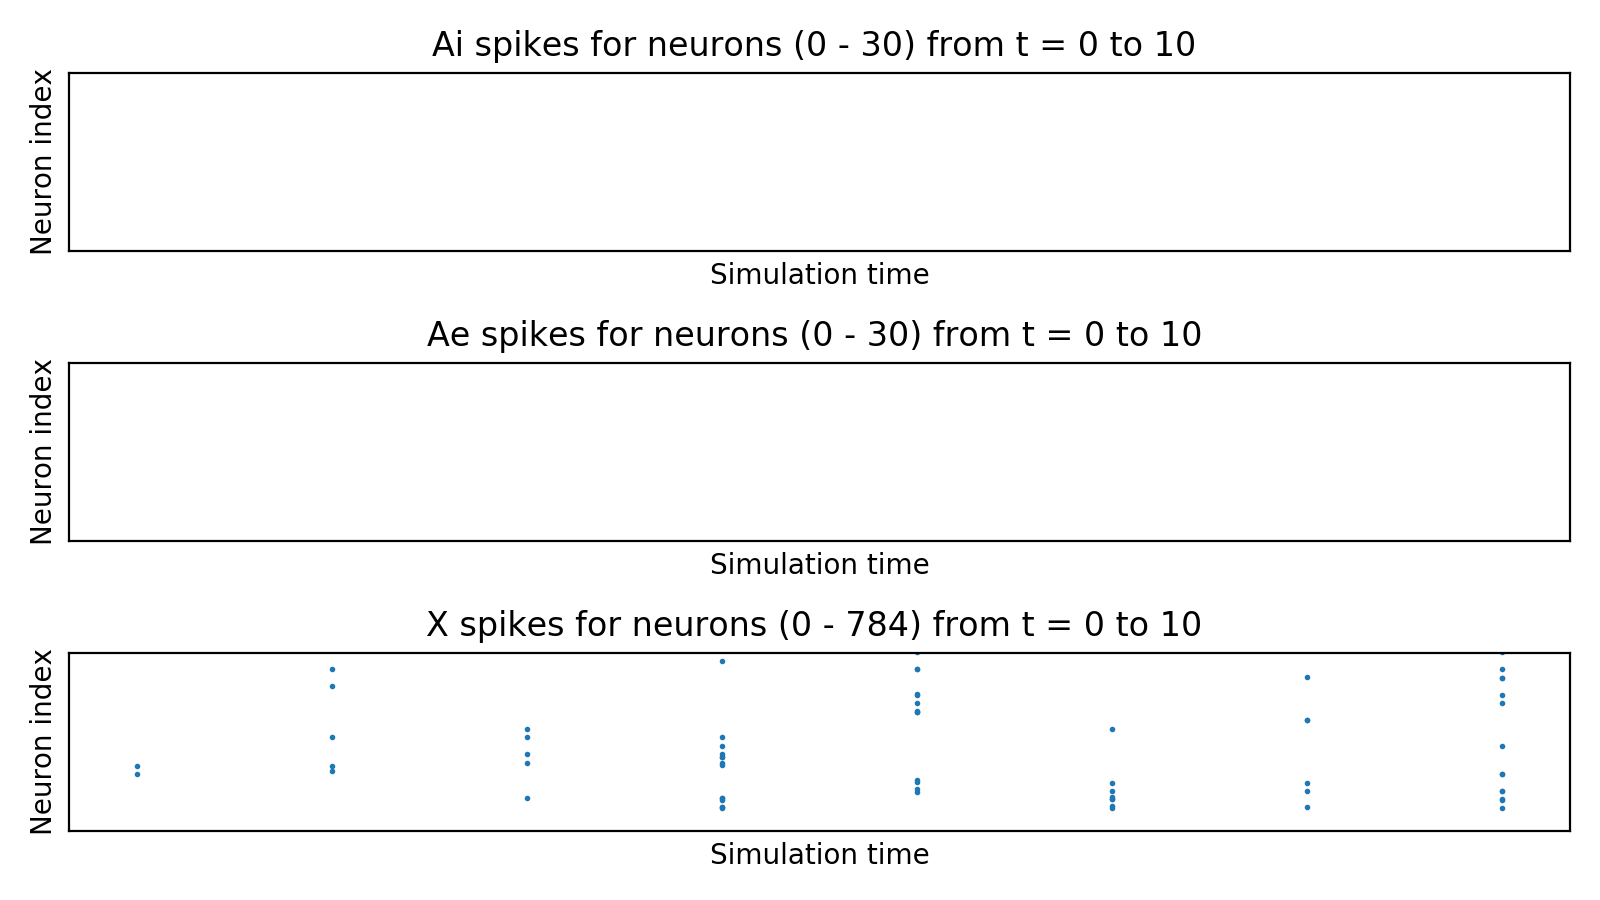 Ai spikes for neurons (0 - 30) from t = 0 to 10
Neuron index
Simulation time
Ae spikes for neurons (0 - 30) from t = 0 to 10
Neuron index
Simulation time
X spikes for neurons (0 - 784) from t = 0 to 10
Neuron index
Simulation time